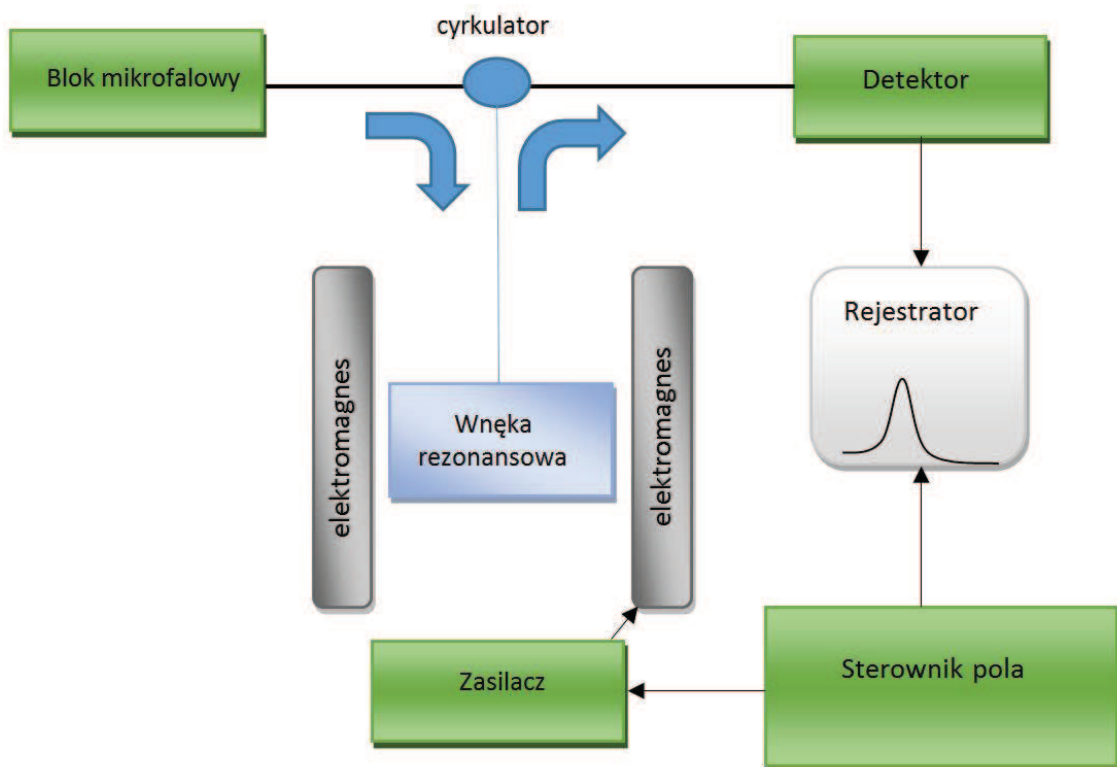 cyrkulator
Blok mikrofalowy
Detektor
Rejestrator
elektromagnes
Wnęka
rezonansowa
elektromagnes
Zasilacz
Sterownik pola